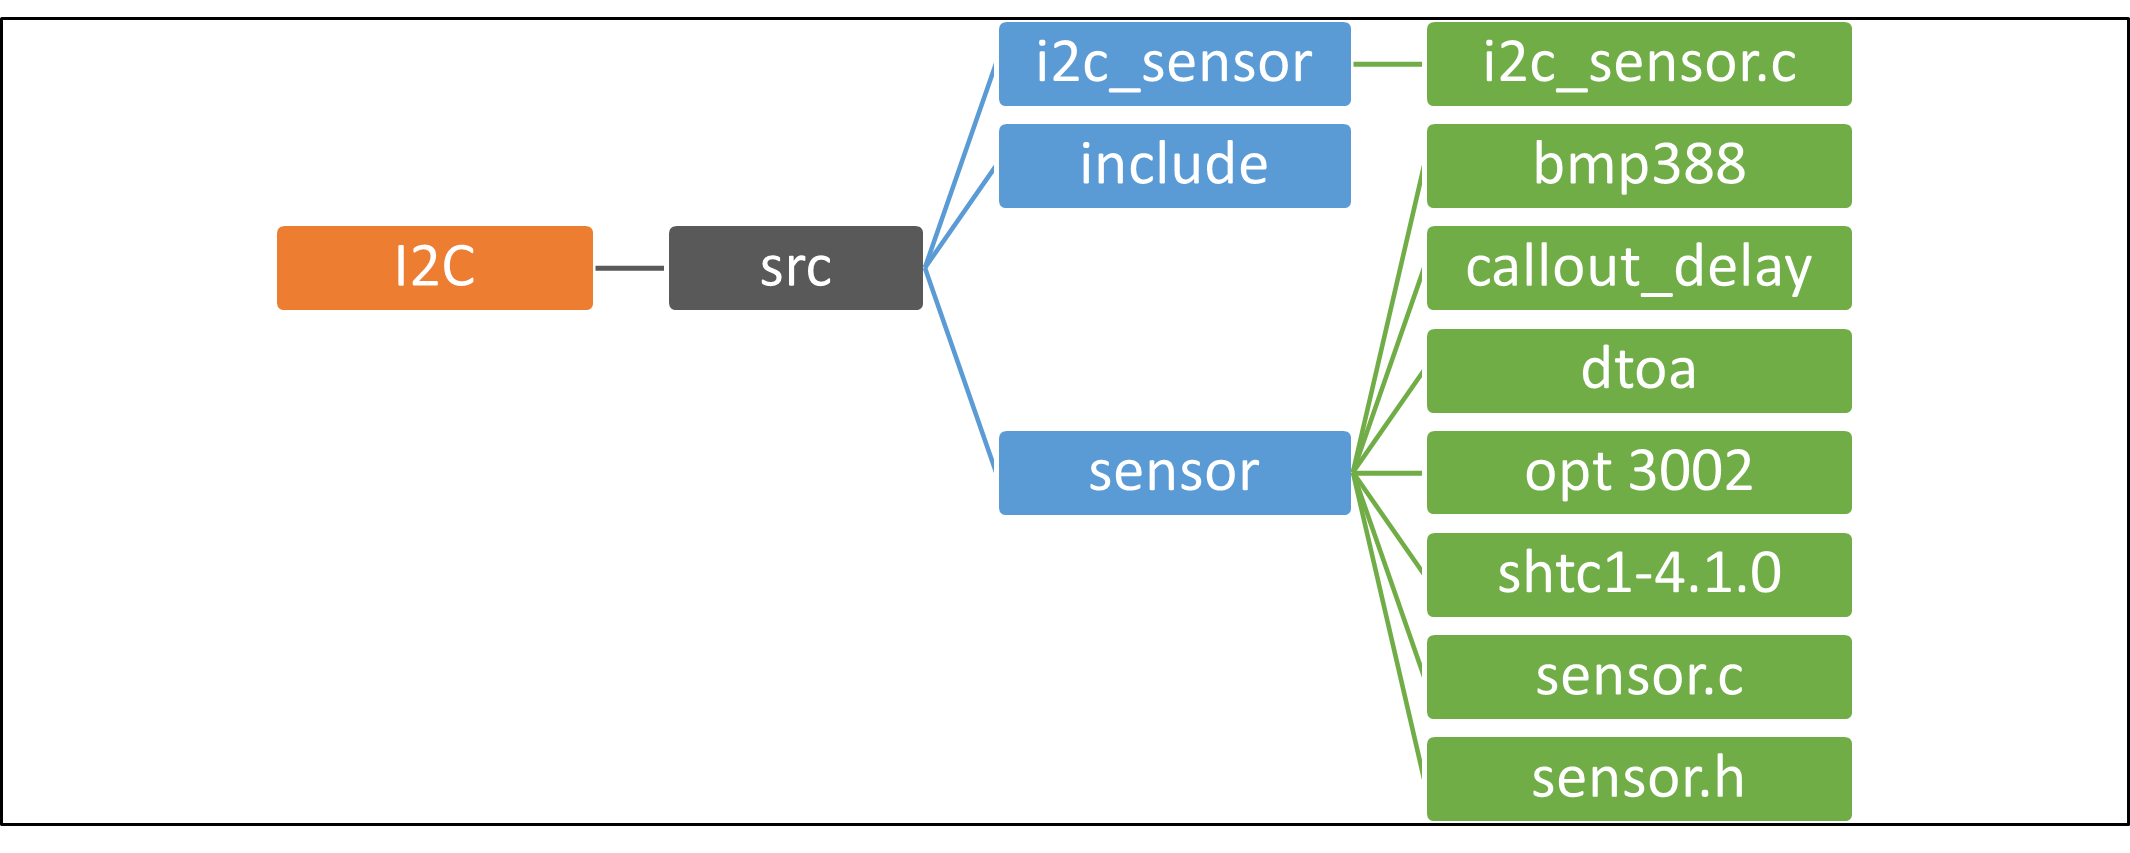 I2C
src
i2c_sensor
include
sensor
i2c_sensor.c
bmp388
callout_delay
dtoa
opt 3002
shtc1-4.1.0
sensor.c
sensor.h